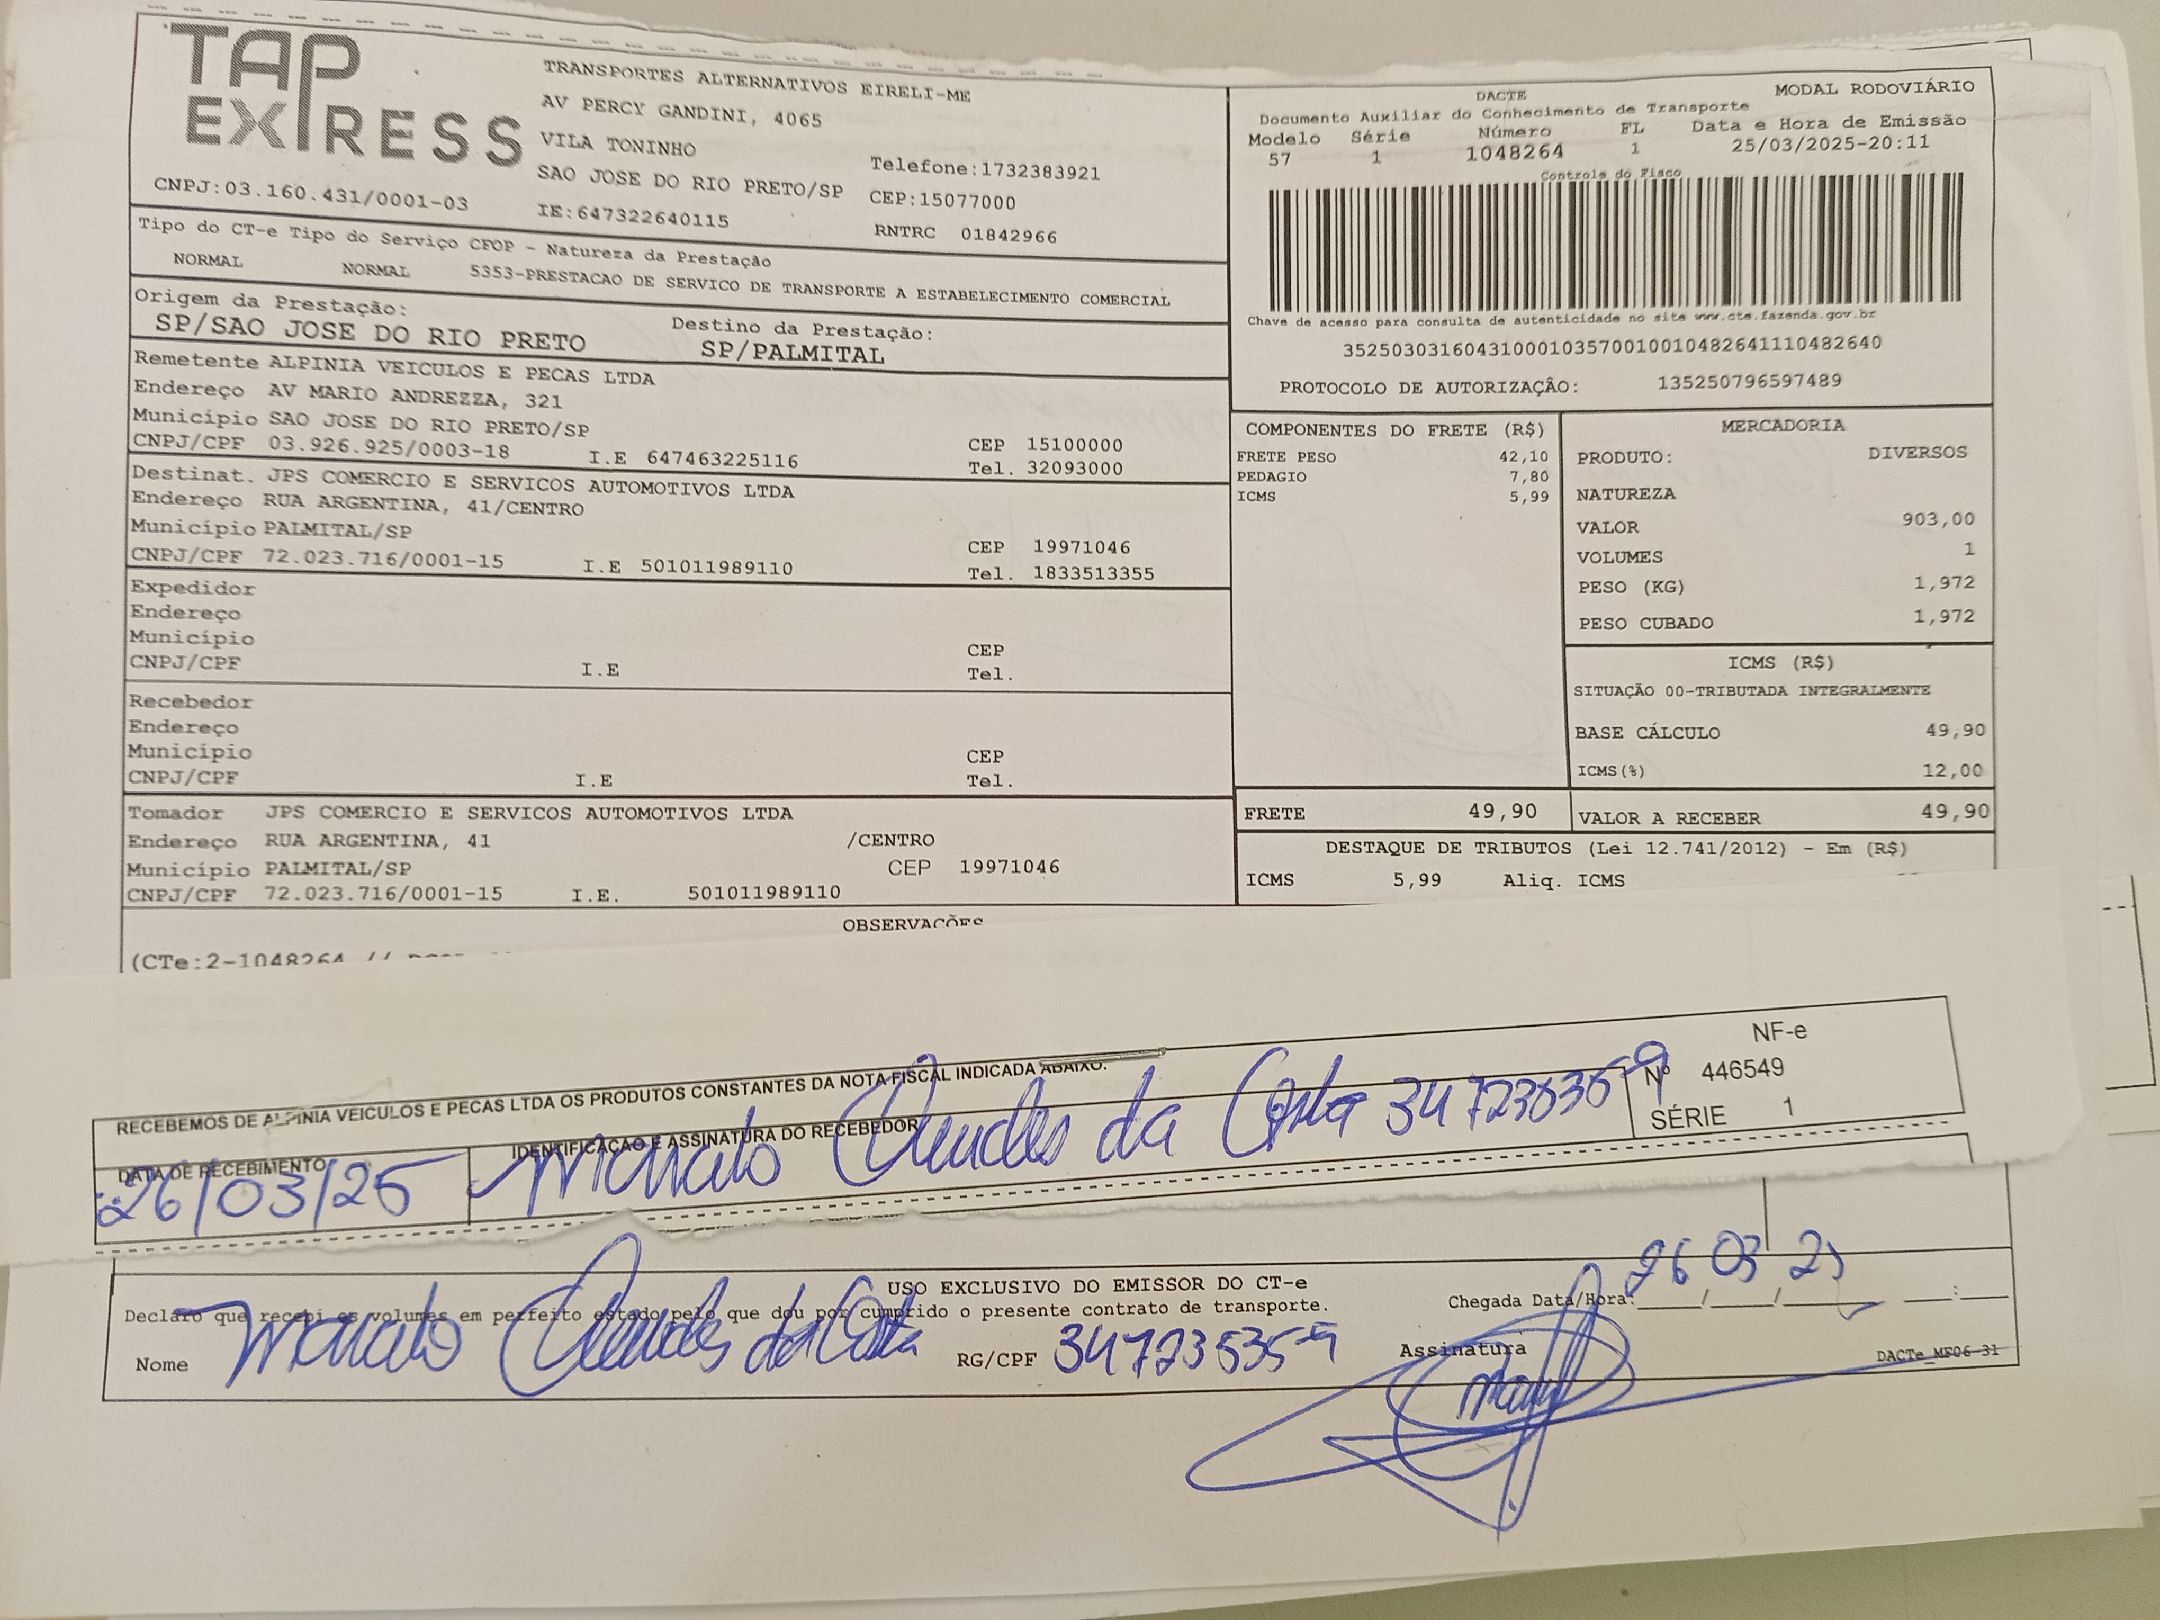 TAP EXPRESS
TRANSPORTES ALTERNATIVOS EIRELI-ME
AV PERCY GANDINI, 4065
VILA TONINHO
SAO JOSE DO RIO PRETO/SP
Telefone:1732383921
CEP:15077000
CNPJ:03.160.431/0001-03
IE:647322640115
RNTRC 01842966
DACTE
MODAL RODOVIÁRIO
Documento Auxiliar do Conhecimento de Transporte
Modelo Série Número FL Data e Hora de Emissão
57 1 1048264 1 25/03/2025-20:11
Controle do Fisco
Chave de acesso para consulta de autenticidade no site www.cte.fazenda.gov.br
35250303160431000103570010010482641110482640
PROTOCOLO DE AUTORIZAÇÂO: 135250796597489
Tipo do CT-e Tipo do Serviço CFOP - Natureza da Prestação
NORMAL NORMAL 5353-PRESTACAO DE SERVICO DE TRANSPORTE A ESTABELECIMENTO COMERCIAL
Origem da Prestação: Destino da Prestação:
SP/SAO JOSE DO RIO PRETO SP/PALMITAL
Remetente ALPINIA VEICULOS E PECAS LTDA
Endereço AV MARIO ANDREZZA, 321
Município SAO JOSE DO RIO PRETO/SP CEP 15100000
CNPJ/CPF 03.926.925/0003-18 I.E 647463225116 Tel. 32093000
Destinat. JPS COMERCIO E SERVICOS AUTOMOTIVOS LTDA
Endereço RUA ARGENTINA, 41/CENTRO
Município PALMITAL/SP CEP 19971046
CNPJ/CPF 72.023.716/0001-15 I.E 501011989110 Tel. 1833513355
Expedidor
Endereço
Município CEP
CNPJ/CPF I.E Tel.
Recebedor
Endereço
Município CEP
CNPJ/CPF I.E Tel.
Tomador JPS COMERCIO E SERVICOS AUTOMOTIVOS LTDA
Endereço RUA ARGENTINA, 41 /CENTRO
Município PALMITAL/SP CEP 19971046
CNPJ/CPF 72.023.716/0001-15 I.E. 501011989110
COMPONENTES DO FRETE (R$)
FRETE PESO 42,10
PEDAGIO 7,80
ICMS 5,99
MERCADORIA
PRODUTO: DIVERSOS
NATUREZA
VALOR 903,00
VOLUMES 1
PESO (KG) 1,972
PESO CUBADO 1,972
ICMS (R$)
SITUAÇÃO 00-TRIBUTADA INTEGRALMENTE
BASE CÁLCULO 49,90
ICMS(%) 12,00
FRETE 49,90 VALOR A RECEBER 49,90
DESTAQUE DE TRIBUTOS (Lei 12.741/2012) - Em (R$)
ICMS 5,99 Aliq. ICMS
OBSERVAÇÕES
(CTe:2-1048264 //
RECEBEMOS DE ALPINIA VEICULOS E PECAS LTDA OS PRODUTOS CONSTANTES DA NOTA FISCAL INDICADA ABAIXO.
NF-e
Nº 446549
SÉRIE 1
DATA DE RECEBIMENTO IDENTIFICAÇÃO E ASSINATURA DO RECEBEDOR
26/03/25 da Costa
USO EXCLUSIVO DO EMISSOR DO CT-e
Declaro que recebi os volumes em perfeito estado pelo que dou por cumprido o presente contrato de transporte.
Chegada Data/Hora: 26/03/25 :
Nome da Costa RG/CPF Assinatura
DACTe_MF06-31